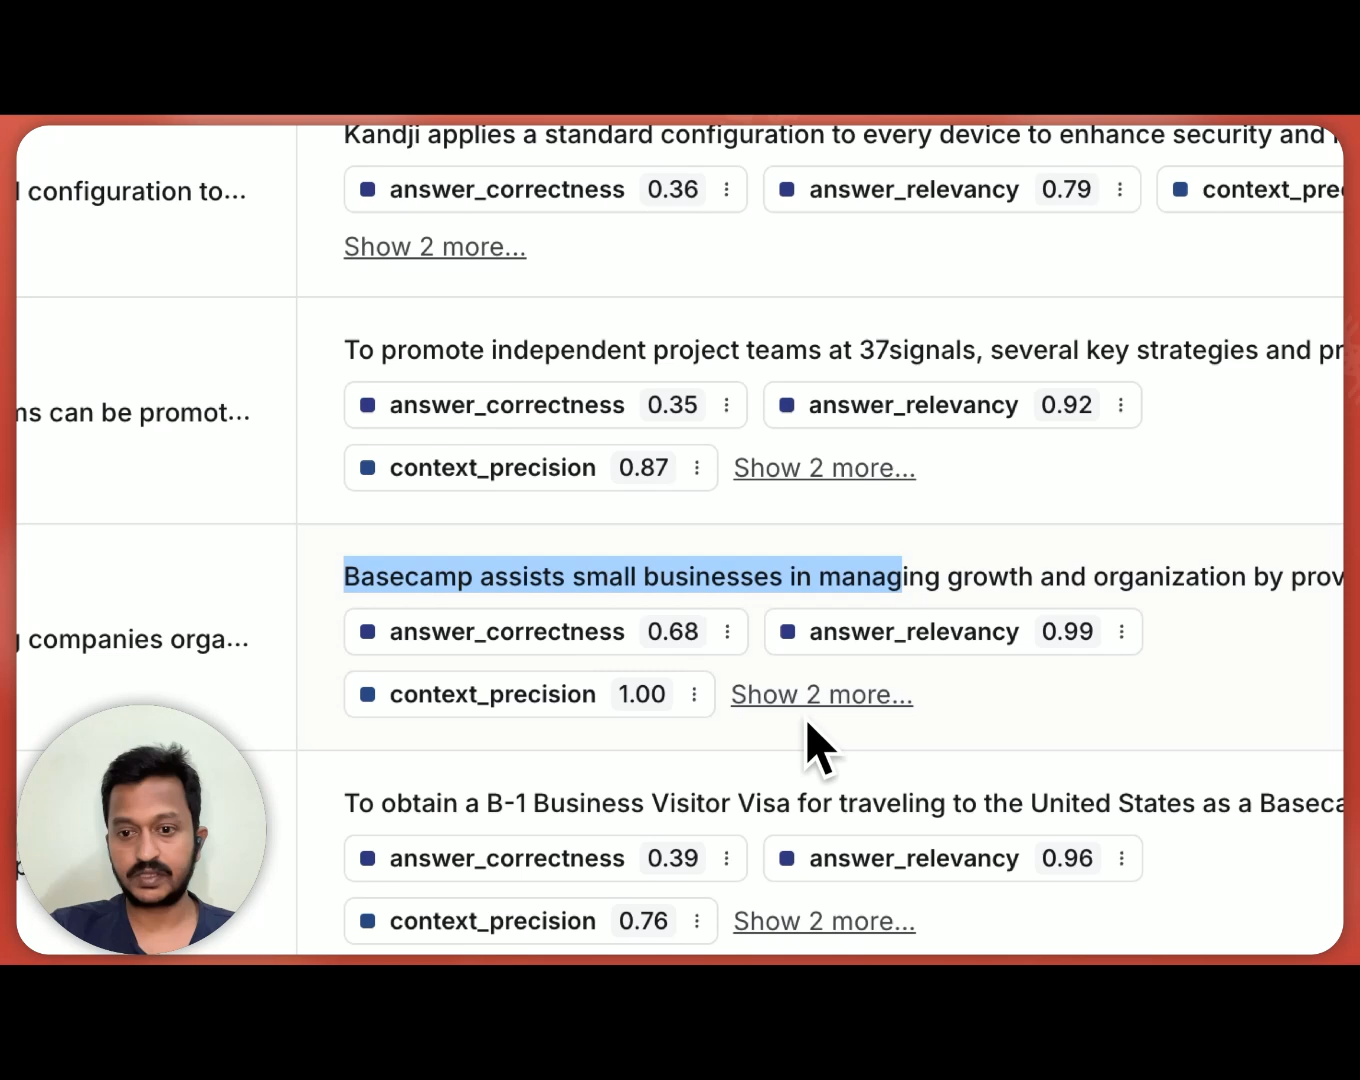 Kandji applies a standard configuration to every device to enhance security and
configuration to...
answer_correctness 0.36 answer_relevancy 0.79 context_prec
Show 2 more...
To promote independent project teams at 37signals, several key strategies and pr
ms can be promot...
answer_correctness 0.35 answer_relevancy 0.92
context_precision 0.87 Show 2 more...
Basecamp assists small businesses in managing growth and organization by prov
companies orga...
answer_correctness 0.68 answer_relevancy 0.99
context_precision 1.00 Show 2 more...
To obtain a B-1 Business Visitor Visa for traveling to the United States as a Baseca
answer_correctness 0.39 answer_relevancy 0.96
context_precision 0.76 Show 2 more...